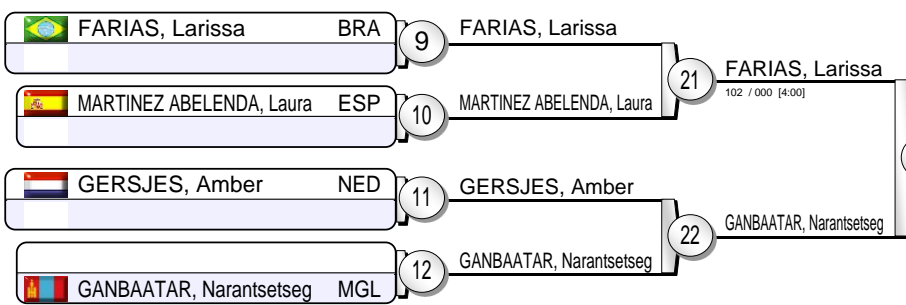 FARIAS, Larissa BRA
9
FARIAS, Larissa
21
FARIAS, Larissa
102 / 000 [4:00]
MARTINEZ ABELENDA, Laura ESP
10
MARTINEZ ABELENDA, Laura
GERSJES, Amber NED
11
GERSJES, Amber
22
GANBAATAR, Narantsetseg
GANBAATAR, Narantsetseg MGL
12
GANBAATAR, Narantsetseg